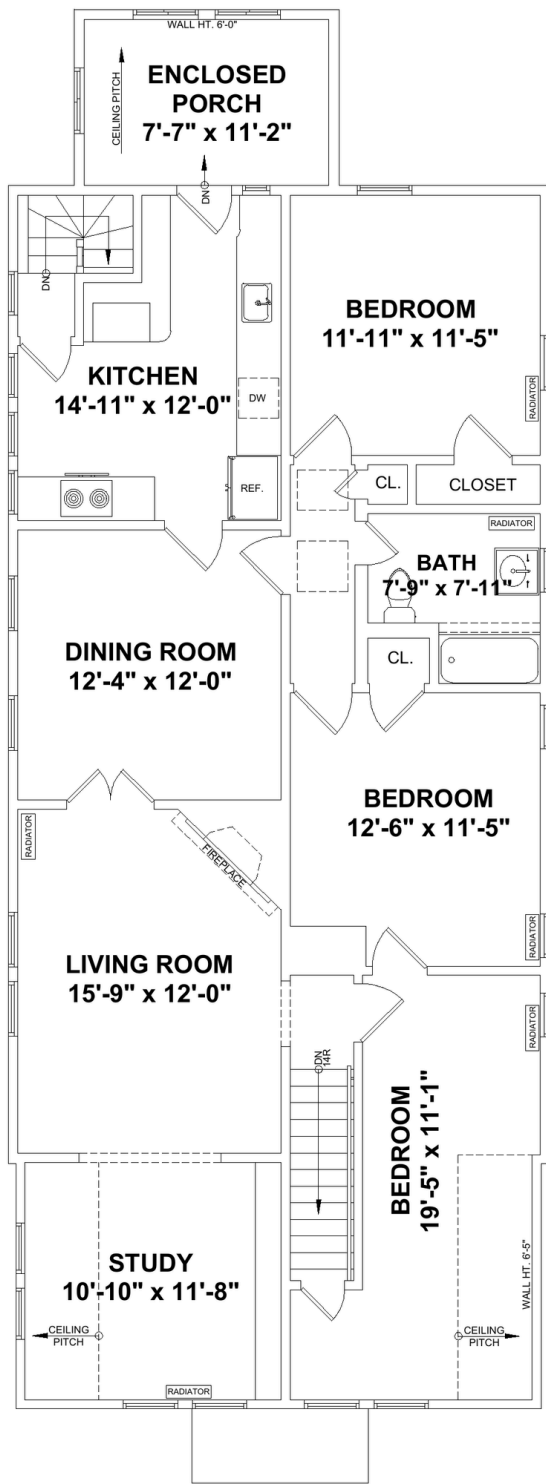 WALL HT. 6'-0"
CEILING PITCH
ENCLOSED
PORCH
7'-7" x 11'-2"
DN
DN
KITCHEN
14'-11" x 12'-0"
DW
REF.
BEDROOM
11'-11" x 11'-5"
RADIATOR
CL.
CLOSET
RADIATOR
BATH
7'-9" x 7'-11"
CL.
DINING ROOM
12'-4" x 12'-0"
BEDROOM
12'-6" x 11'-5"
RADIATOR
RADIATOR
FIREPLACE
LIVING ROOM
15'-9" x 12'-0"
RADIATOR
DN
14R
BEDROOM
19'-5" x 11'-1"
WALL HT. 6'-5"
CEILING
PITCH
STUDY
10'-10" x 11'-8"
CEILING
PITCH
RADIATOR